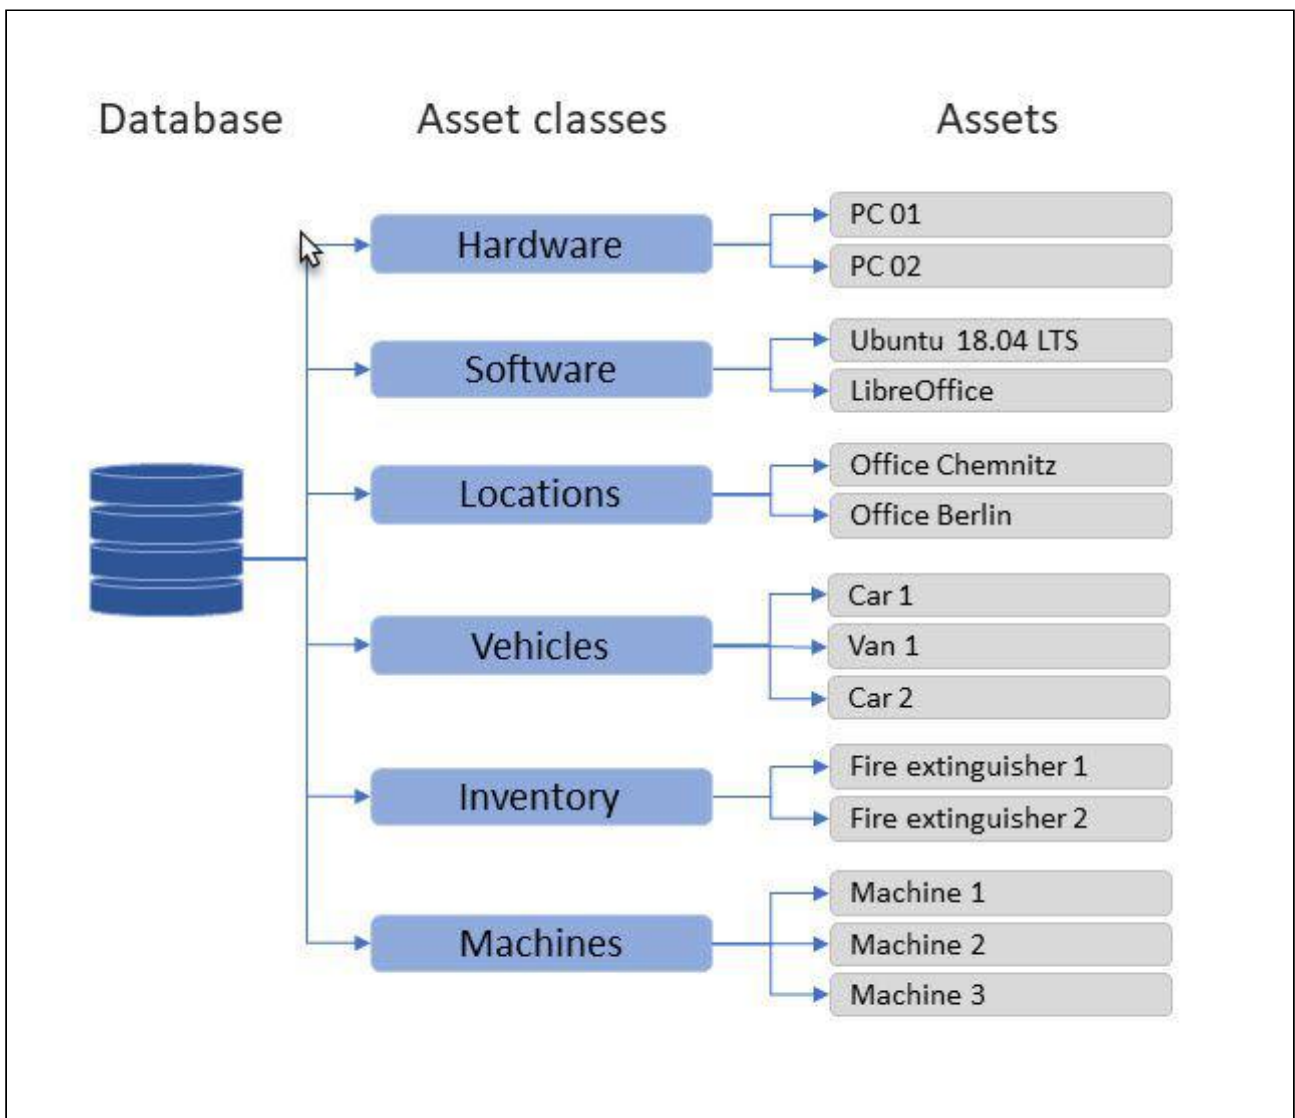 Database
Asset classes
Assets
Hardware
PC 01
PC 02
Software
Ubuntu 18.04 LTS
LibreOffice
Locations
Office Chemnitz
Office Berlin
Vehicles
Car 1
Van 1
Car 2
Inventory
Fire extinguisher 1
Fire extinguisher 2
Machines
Machine 1
Machine 2
Machine 3